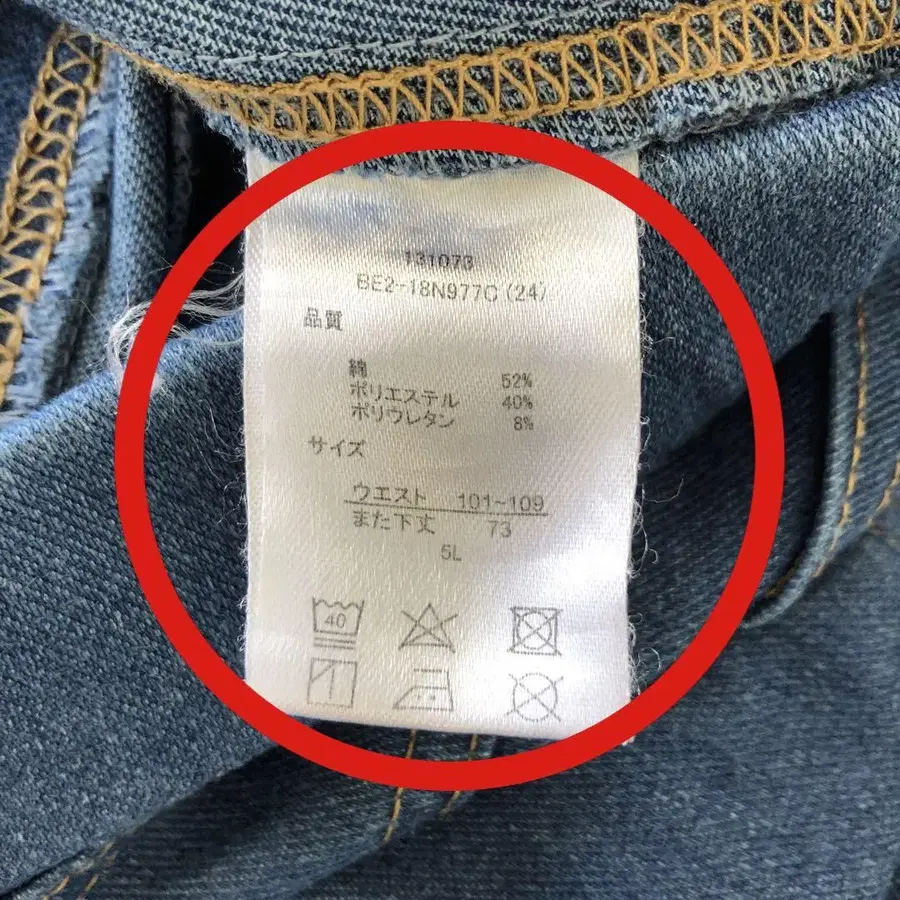 131073
BE2-18N977C (24)
品質
綿 52%
ポリエステル 40%
ポリウレタン 8%
サイズ
ウエスト 101~109
また下丈 73
5L
40